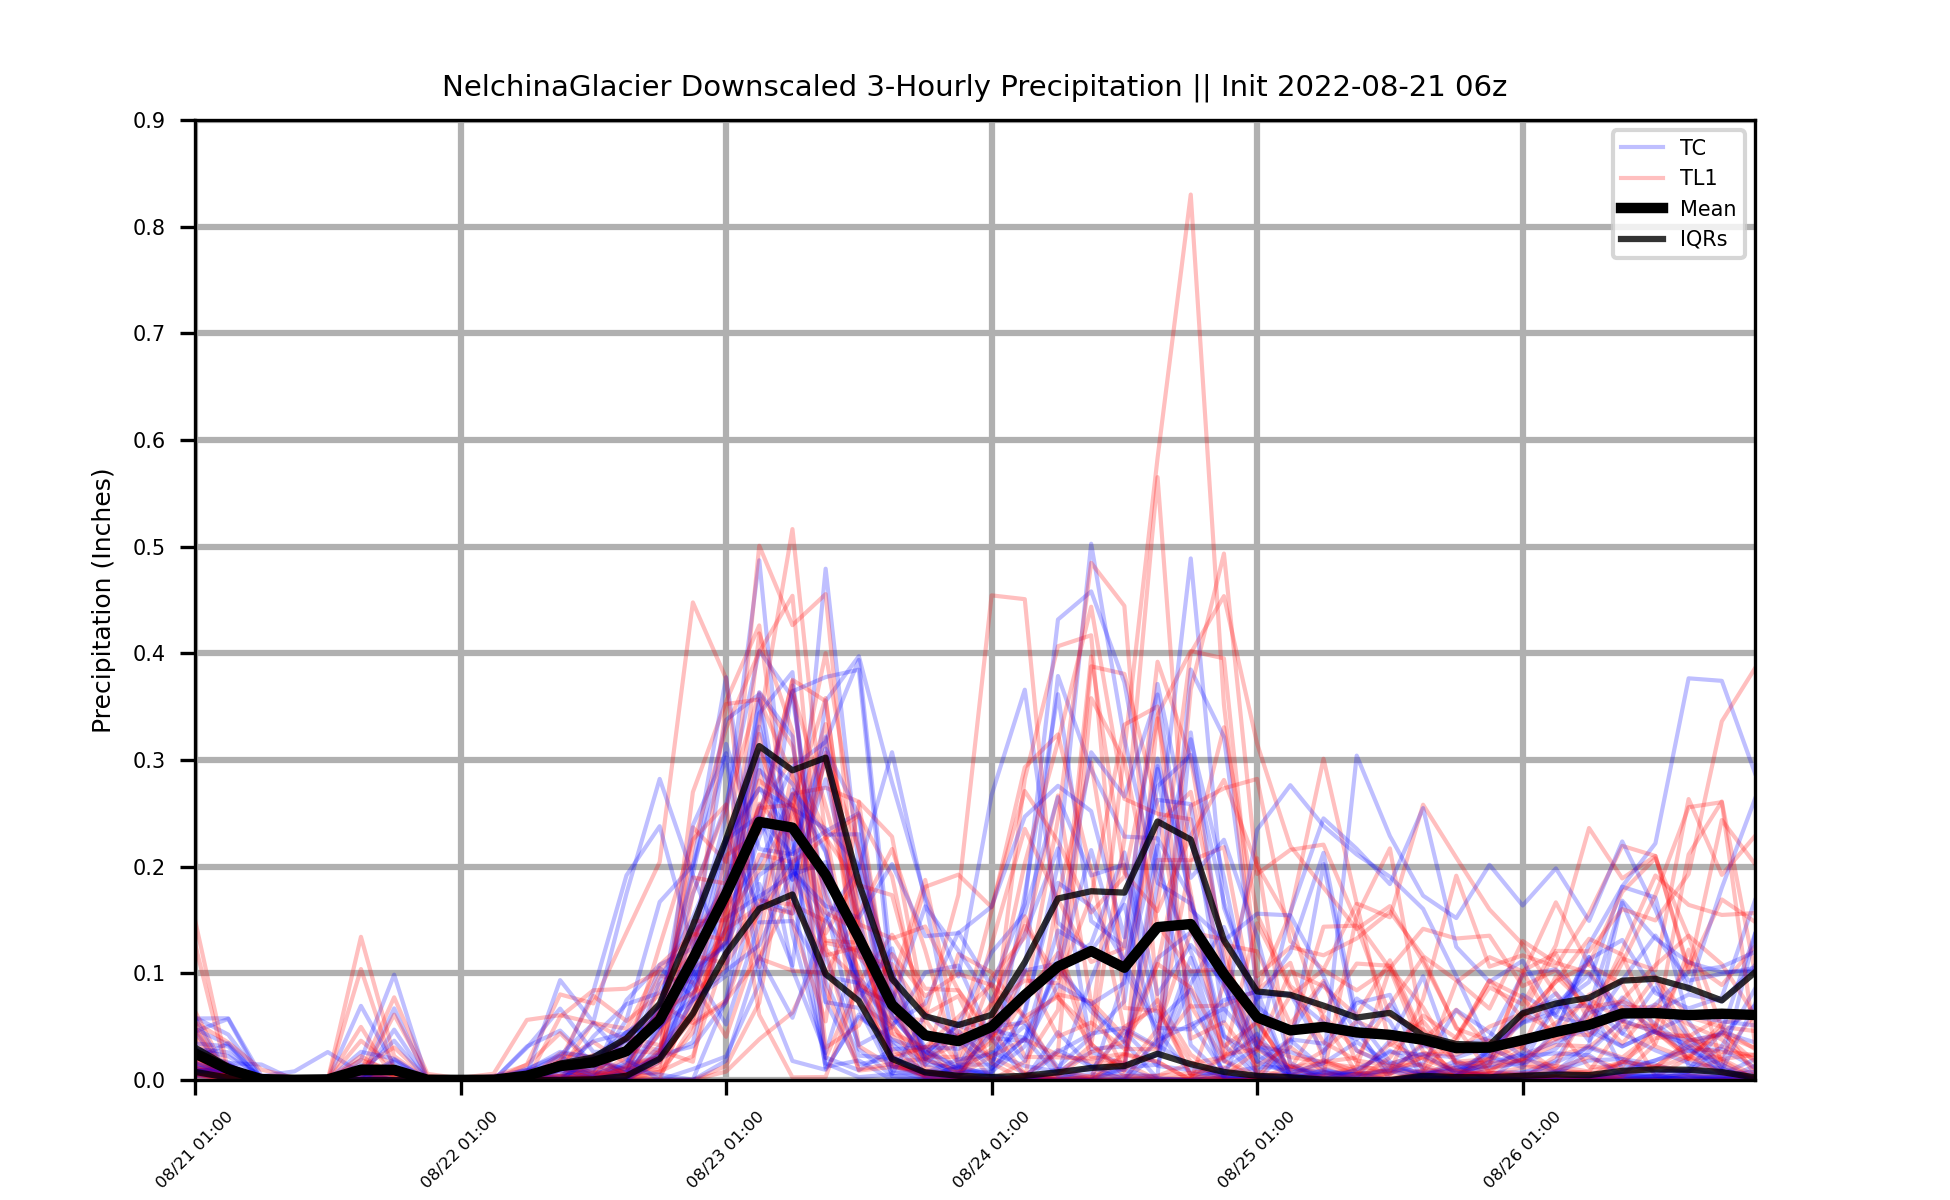 NelchinaGlacier Downscaled 3-Hourly Precipitation || Init 2022-08-21 06z
TC
TL1
Mean
IQRs
Precipitation (Inches)
0.9
0.8
0.7
0.6
0.5
0.4
0.3
0.2
0.1
0.0
08/21 01:00
08/22 01:00
08/23 01:00
08/24 01:00
08/25 01:00
08/26 01:00